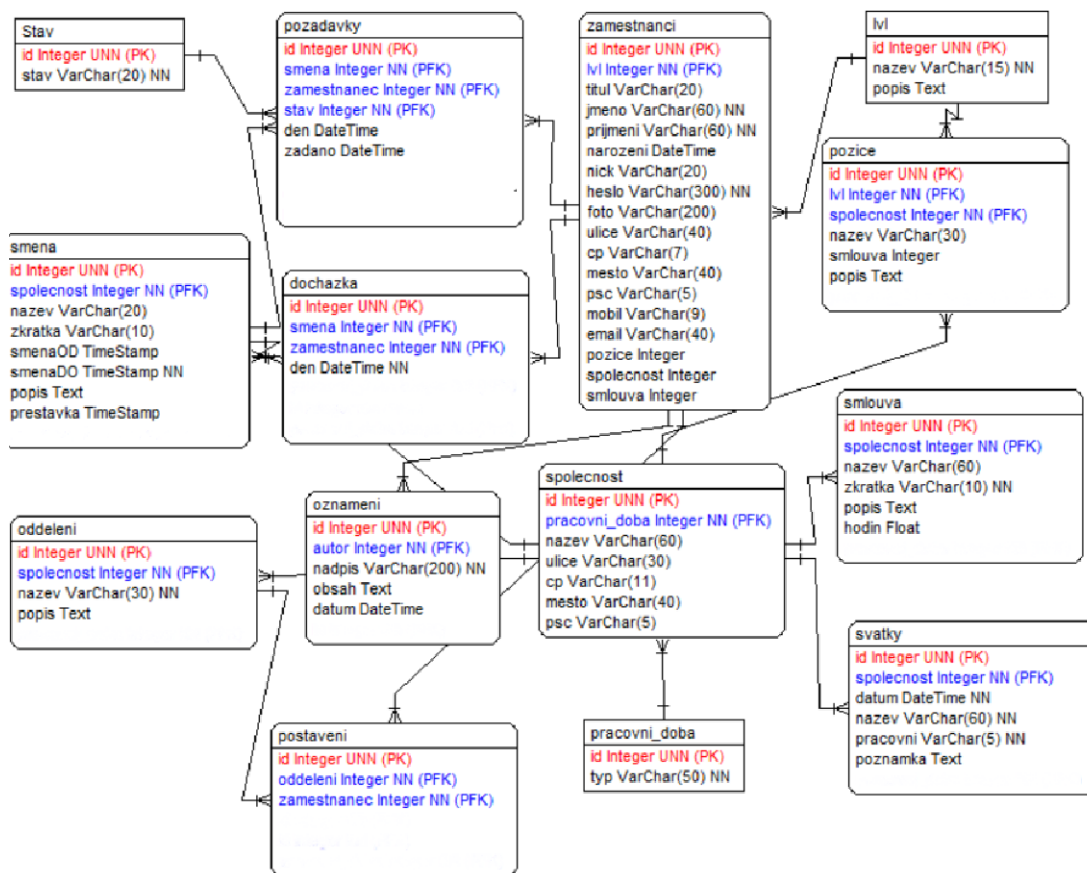 Stav
id Integer UNN (PK)
stav VarChar(20) NN
pozadavky
id Integer UNN (PK)
smena Integer NN (PFK)
zamestnanec Integer NN (PFK)
stav Integer NN (PFK)
den DateTime
zadano DateTime
zamestnanci
id Integer UNN (PK)
lvl Integer NN (PFK)
titul VarChar(20)
jmeno VarChar(60) NN
prijmeni VarChar(60) NN
narozeni DateTime
nick VarChar(20)
heslo VarChar(300) NN
foto VarChar(200)
ulice VarChar(40)
cp VarChar(7)
mesto VarChar(40)
psc VarChar(5)
mobil VarChar(9)
email VarChar(40)
pozice Integer
spolecnost Integer
smlouva Integer
lvl
id Integer UNN (PK)
nazev VarChar(15) NN
popis Text
pozice
id Integer UNN (PK)
lvl Integer NN (PFK)
spolecnost Integer NN (PFK)
nazev VarChar(30)
smlouva Integer
popis Text
smena
id Integer UNN (PK)
spolecnost Integer NN (PFK)
nazev VarChar(20)
zkratka VarChar(10)
smenaOD TimeStamp
smenaDO TimeStamp NN
popis Text
prestavka TimeStamp
dochazka
id Integer UNN (PK)
smena Integer NN (PFK)
zamestnanec Integer NN (PFK)
den DateTime NN
smlouva
id Integer UNN (PK)
spolecnost Integer NN (PFK)
nazev VarChar(60)
zkratka VarChar(10) NN
popis Text
hodin Float
oddeleni
id Integer UNN (PK)
spolecnost Integer NN (PFK)
nazev VarChar(30) NN
popis Text
oznameni
id Integer UNN (PK)
autor Integer NN (PFK)
nadpis VarChar(200) NN
obsah Text
datum DateTime
spolecnost
id Integer UNN (PK)
pracovni_doba Integer NN (PFK)
nazev VarChar(60)
ulice VarChar(30)
cp VarChar(11)
mesto VarChar(40)
psc VarChar(5)
svatky
id Integer UNN (PK)
spolecnost Integer NN (PFK)
datum DateTime NN
nazev VarChar(60) NN
pracovni VarChar(5) NN
poznamka Text
postaveni
id Integer UNN (PK)
oddeleni Integer NN (PFK)
zamestnanec Integer NN (PFK)
pracovni_doba
id Integer UNN (PK)
typ VarChar(50) NN